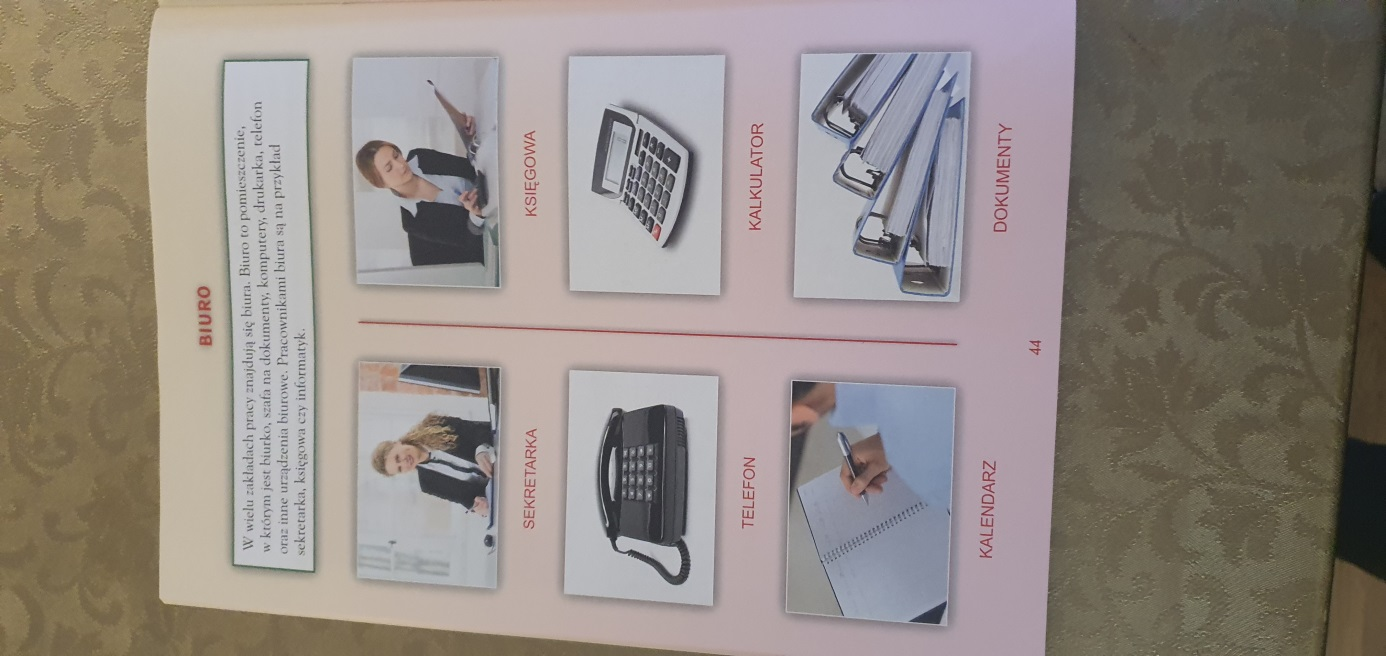 BIURO
W wielu zakładach pracy znajdują się biura. Biuro to pomieszczenie,
w którym jest biurko, szafa na dokumenty, komputery, drukarka, telefon
oraz inne urządzenia biurowe. Pracownikami biura są na przykład
sekretarka, księgowa czy informatyk.
SEKRETARKA
KSIĘGOWA
TELEFON
KALKULATOR
KALENDARZ
DOKUMENTY
44